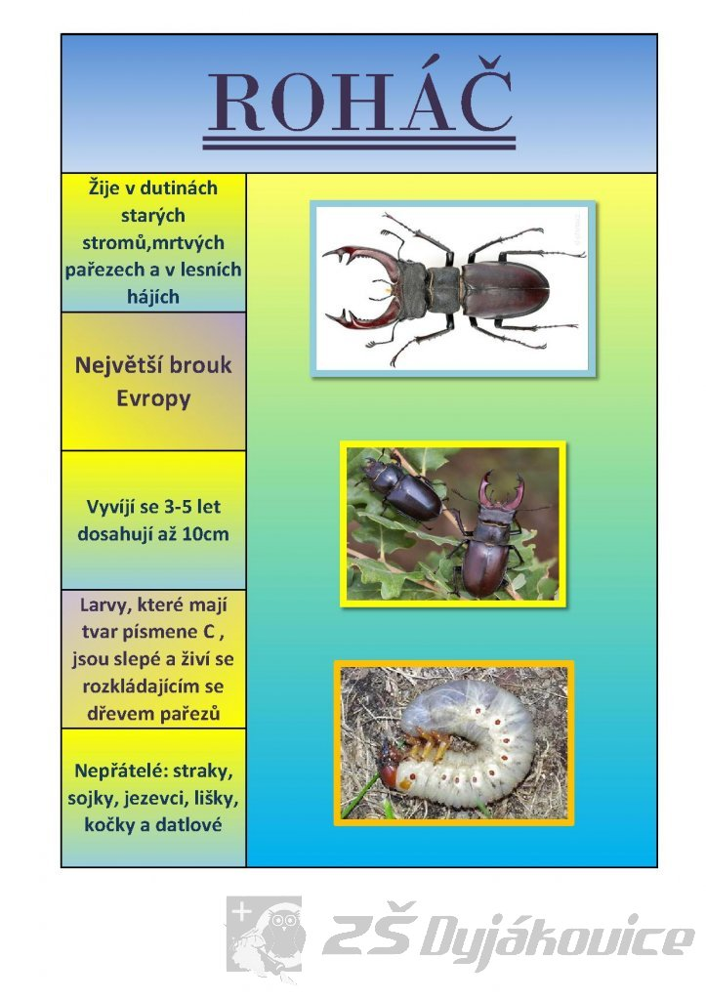 ROHÁČ
Žije v dutinách
starých
stromů,mrtvých
pařezech a v lesních
hájích
Největší brouk
Evropy
Vyvíjí se 3-5 let
dosahují až 10cm
Larvy, které mají
tvar písmene C ,
jsou slepé a živí se
rozkládajícím se
dřevem pařezů
Nepřátelé: straky,
sojky, jezevci, lišky,
kočky a datlové
ZŠ Dyjákovice